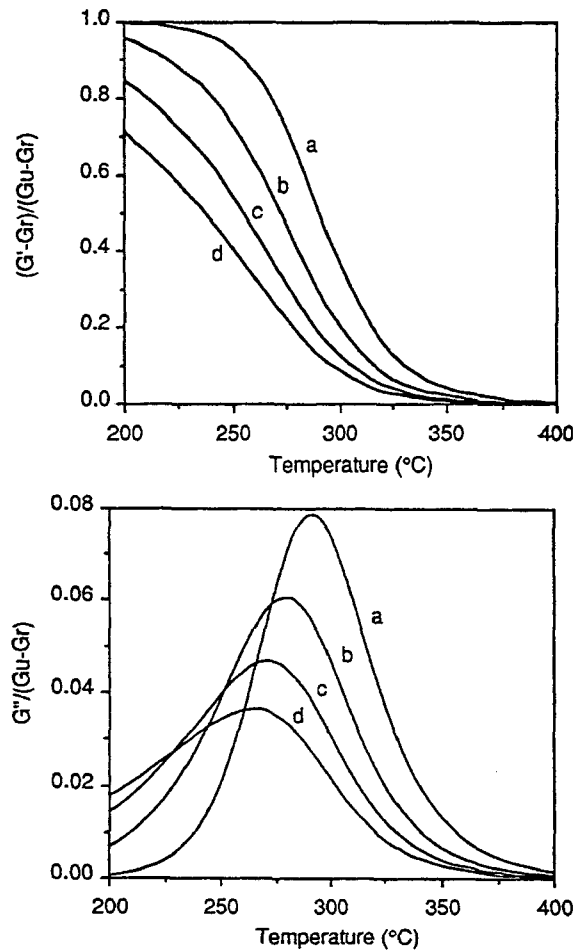 1.0
0.8
0.6
0.4
0.2
0.0
(G'-Gr)/(Gu-Gr)
a
b
c
d
200 250 300 350 400
Temperature (°C)
0.08
0.06
0.04
0.02
0.00
G"/(Gu-Gr)
a
b
c
d
200 250 300 350 400
Temperature (°C)